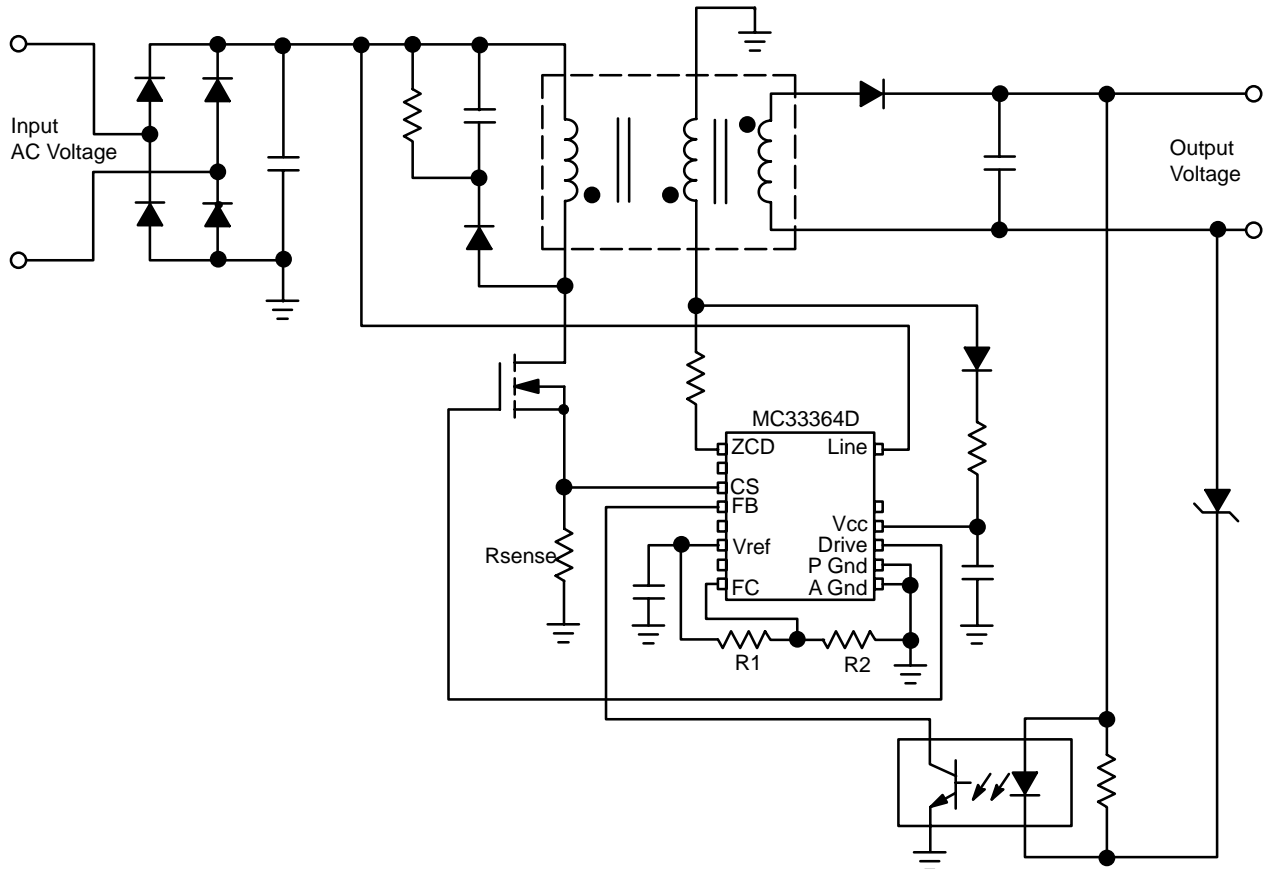 Input
AC Voltage
Output
Voltage
MC33364D
ZCD
Line
CS
FB
Vcc
Vref
Drive
P Gnd
FC
A Gnd
Rsense
R1
R2